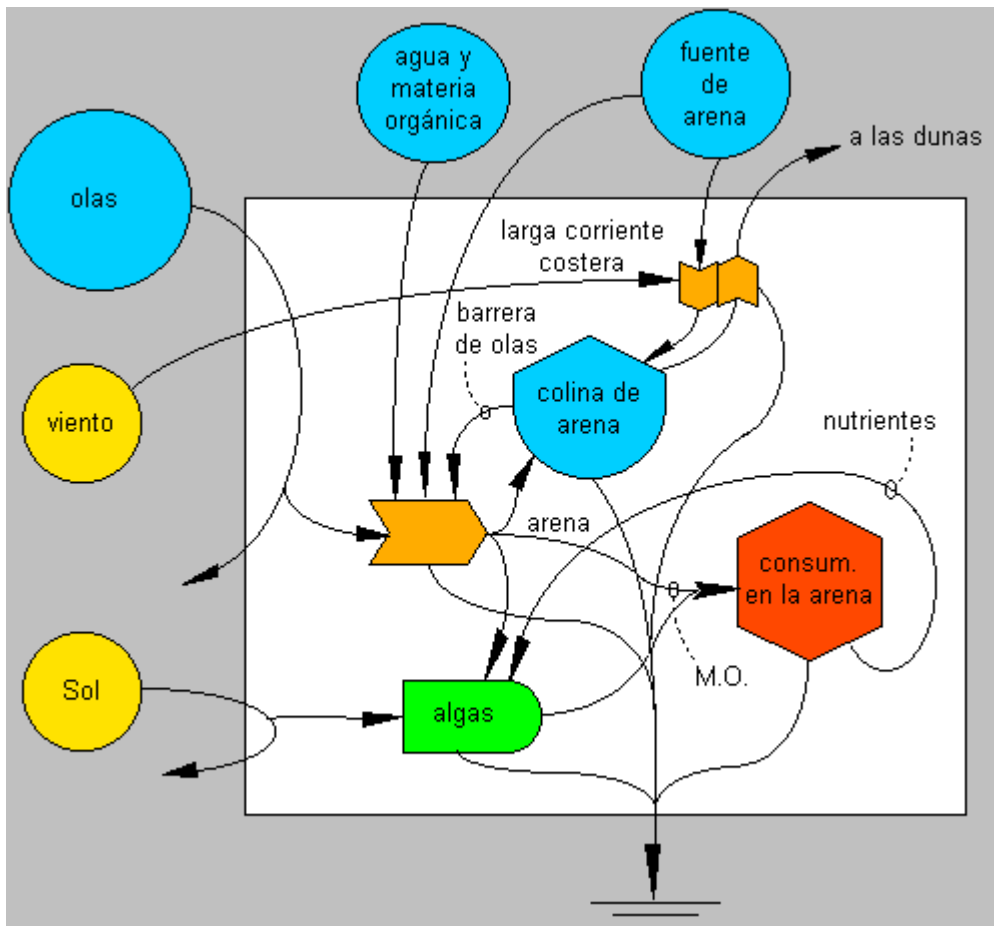 agua y
materia
orgánica
fuente
de
arena
a las dunas
olas
larga corriente
costera
barrera
de olas
viento
colina de
arena
nutrientes
arena
consum.
en la arena
M.O.
Sol
algas